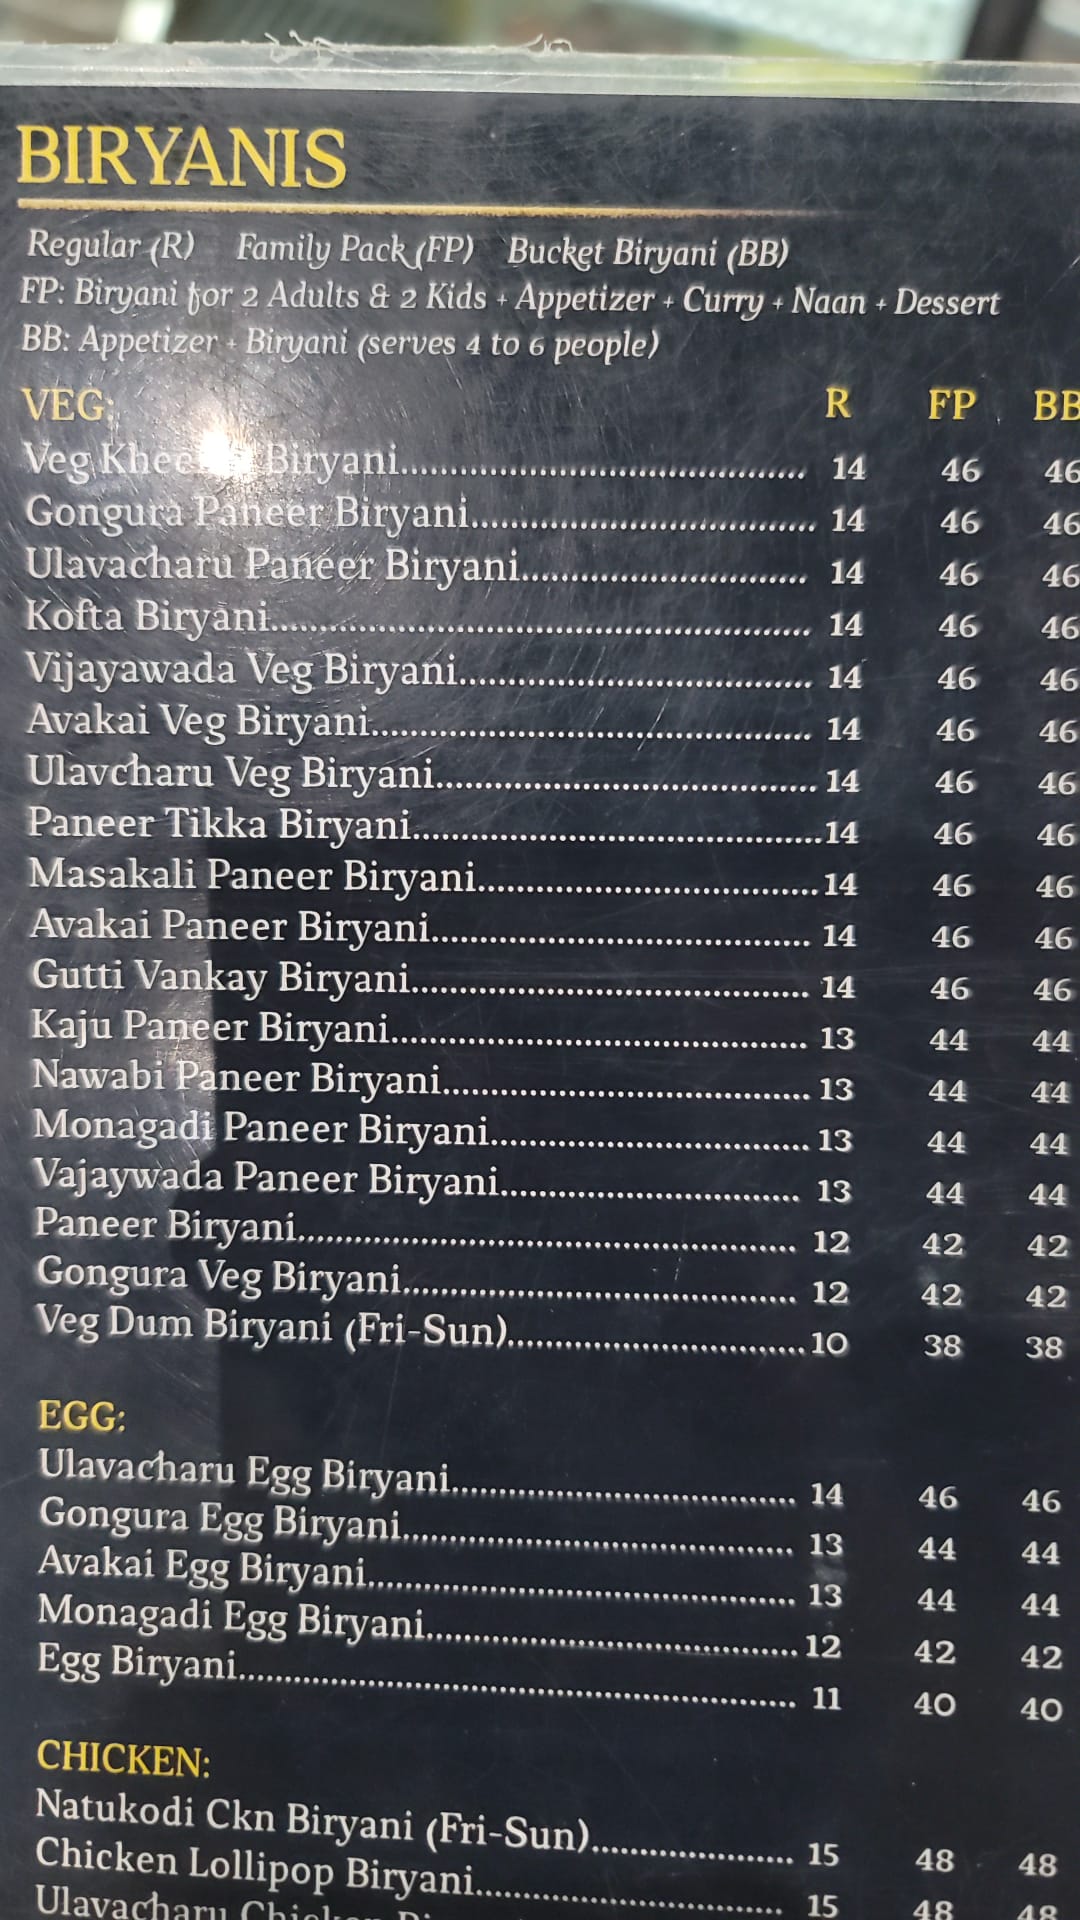 BIRYANIS
Regular (R) Family Pack (FP) Bucket Biryani (BB)
FP: Biryani for 2 Adults & 2 Kids + Appetizer + Curry + Naan + Dessert
BB: Appetizer + Biryani (serves 4 to 6 people)
VEG: R FP BB
Veg Biryani 14 46 46
Gongura Paneer Biryani 14 46 46
Ulavacharu Paneer Biryani 14 46 46
Kofta Biryani 14 46 46
Vijayawada Veg Biryani 14 46 46
Avakai Veg Biryani 14 46 46
Ulavcharu Veg Biryani 14 46 46
Paneer Tikka Biryani 14 46 46
Masakali Paneer Biryani 14 46 46
Avakai Paneer Biryani 14 46 46
Gutti Vankay Biryani 14 46 46
Kaju Paneer Biryani 13 44 44
Nawabi Paneer Biryani 13 44 44
Monagadi Paneer Biryani 13 44 44
Vajaywada Paneer Biryani 13 44 44
Paneer Biryani 12 42 42
Gongura Veg Biryani 12 42 42
Veg Dum Biryani (Fri-Sun) 10 38 38
EGG:
Ulavacharu Egg Biryani 14 46 46
Gongura Egg Biryani 13 44 44
Avakai Egg Biryani 13 44 44
Monagadi Egg Biryani 12 42 42
Egg Biryani 11 40 40
CHICKEN:
Natukodi Ckn Biryani (Fri-Sun) 15 48 48
Chicken Lollipop Biryani 15 48 48
Ulavacharu Chicken